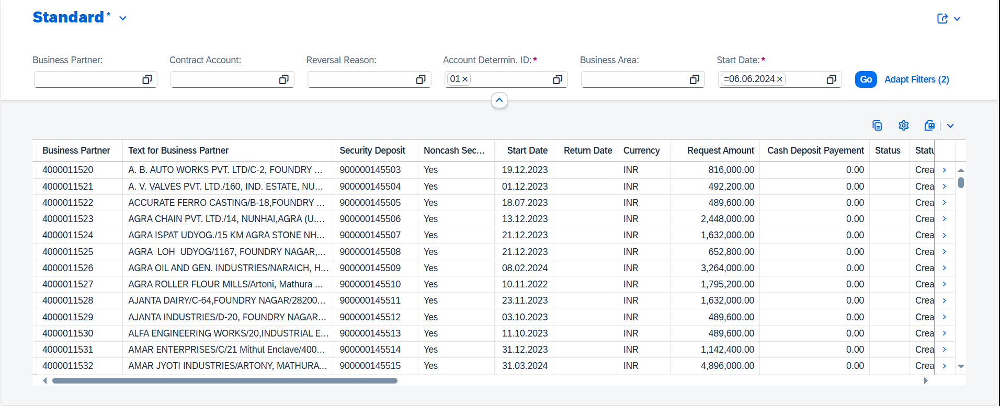 Standard *
Business Partner: Contract Account: Reversal Reason: Account Determin. ID:* Business Area: Start Date:*
01 =06.06.2024 Go Adapt Filters (2)
Business Partner Text for Business Partner Security Deposit Noncash Sec... Start Date Return Date Currency Request Amount Cash Deposit Payement Status Statu
4000011520 A. B. AUTO WORKS PVT. LTD/C-2, FOUNDRY ... 900000145503 Yes 19.12.2023 INR 816,000.00 0.00 Crea
4000011521 A. V. VALVES PVT. LTD./160, IND. ESTATE, NU... 900000145504 Yes 01.12.2023 INR 492,200.00 0.00 Crea
4000011522 ACCURATE FERRO CASTING/B-18,FOUNDRY ... 900000145505 Yes 18.07.2023 INR 489,600.00 0.00 Crea
4000011523 AGRA CHAIN PVT. LTD./14, NUNHAI,AGRA (U.... 900000145506 Yes 13.12.2023 INR 2,448,000.00 0.00 Crea
4000011524 AGRA ISPAT UDYOG./15 KM AGRA STONE NH... 900000145507 Yes 21.12.2023 INR 1,632,000.00 0.00 Crea
4000011525 AGRA  LOH  UDYOG/1167, FOUNDRY NAGAR,... 900000145508 Yes 21.12.2023 INR 652,800.00 0.00 Crea
4000011526 AGRA OIL AND GEN. INDUSTRIES/NARAICH, H... 900000145509 Yes 08.02.2024 INR 3,264,000.00 0.00 Crea
4000011527 AGRA ROLLER FLOUR MILLS/Artoni, Mathura ... 900000145510 Yes 10.11.2022 INR 1,795,200.00 0.00 Crea
4000011528 AJANTA DAIRY/C-64,FOUNDRY NAGAR/28200... 900000145511 Yes 23.11.2023 INR 1,632,000.00 0.00 Crea
4000011529 AJANTA INDUSTRIES/D-20, FOUNDRY NAGAR... 900000145512 Yes 03.10.2023 INR 489,600.00 0.00 Crea
4000011530 ALFA ENGINEERING WORKS/20,INDUSTRIAL E... 900000145513 Yes 11.10.2023 INR 489,600.00 0.00 Crea
4000011531 AMAR ENTERPRISES/C/21 Mithul Enclave/400... 900000145514 Yes 31.12.2023 INR 1,142,400.00 0.00 Crea
4000011532 AMAR JYOTI INDUSTRIES/ARTONY, MATHURA... 900000145515 Yes 31.03.2024 INR 4,896,000.00 0.00 Crea